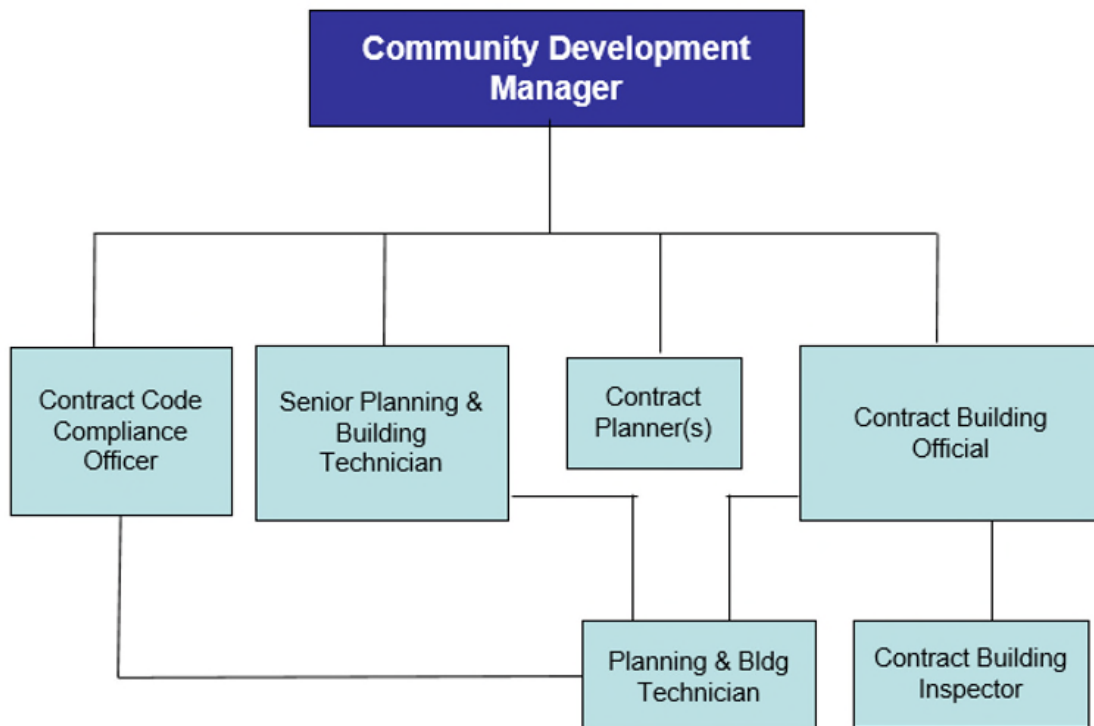 Community Development
Manager
Contract Code
Compliance
Officer
Senior Planning &
Building
Technician
Contract
Planner(s)
Contract Building
Official
Planning & Bldg
Technician
Contract Building
Inspector